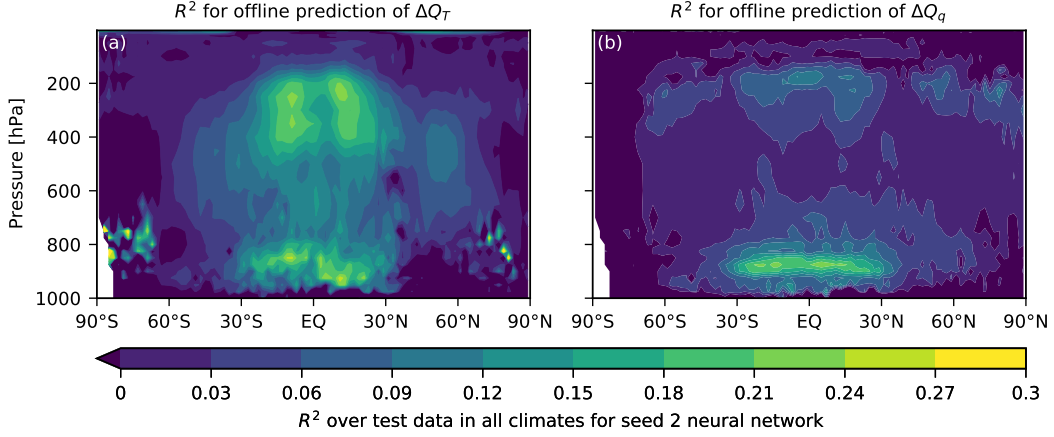 R² for offline prediction of ΔQ_T
R² for offline prediction of ΔQ_q
(a)
(b)
Pressure [hPa]
200
400
600
800
1000
90°S 60°S 30°S EQ 30°N 60°N 90°N
90°S 60°S 30°S EQ 30°N 60°N 90°N
0 0.03 0.06 0.09 0.12 0.15 0.18 0.21 0.24 0.27 0.3
R² over test data in all climates for seed 2 neural network